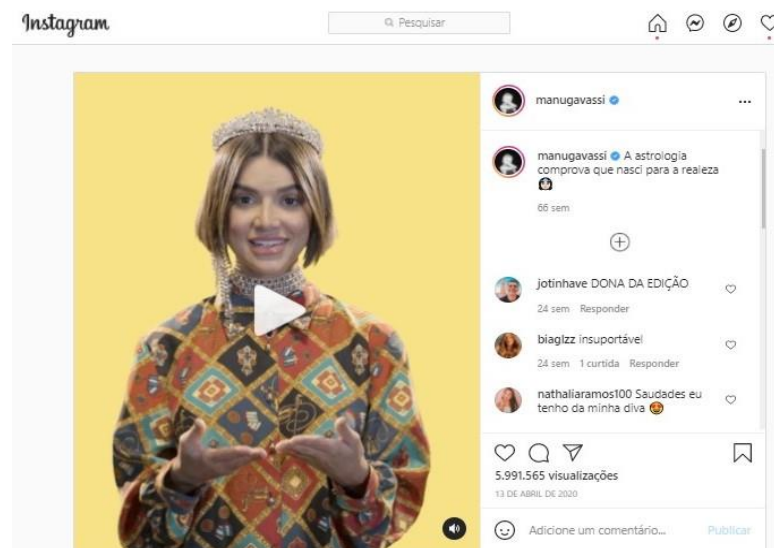 Instagram
Pesquisar
manugavassi
manugavassi A astrologia
comprova que nasci para a realeza
66 sem
jotinhave DONA DA EDIÇÃO
24 sem Responder
biaglzz insuportável
24 sem 1 curtida Responder
nathaliaramos100 Saudades eu
tenho da minha diva
5.991.565 visualizações
13 DE ABRIL DE 2020
Adicione um comentário...
Publicar